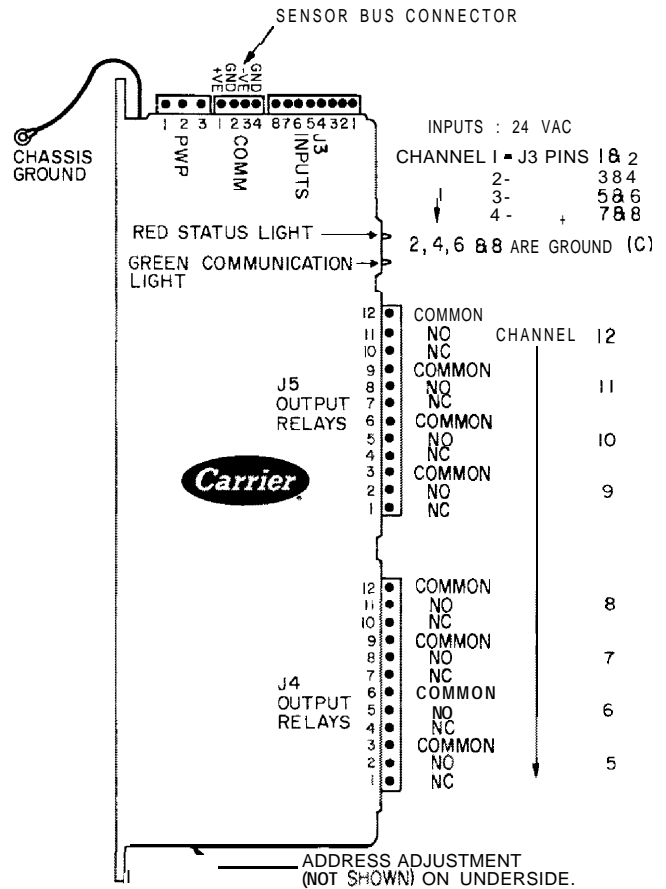 SENSOR BUS CONNECTOR
+VE GND -VE GND
1 2 3 1 2 3 4 8 7 6 5 4 3 2 1
PWP COMM J3 INPUTS
CHASSIS
GROUND
INPUTS : 24 VAC
CHANNEL 1 = J3 PINS 1 & 2
2- 3 8 4
3- 5 & 6
4- 7 & 8
2, 4, 6 & 8 ARE GROUND (C)
RED STATUS LIGHT
GREEN COMMUNICATION
LIGHT
12 COMMON
11 NO CHANNEL 12
10 NC
9 COMMON
8 NO 11
7 NC
6 COMMON
5 NO 10
4 NC
3 COMMON
2 NO 9
1 NC
J5
OUTPUT
RELAYS
Carrier
12 COMMON
11 NO 8
10 NC
9 COMMON
8 NO 7
7 NC
6 COMMON
5 NO 6
4 NC
3 COMMON
2 NO 5
1 NC
J4
OUTPUT
RELAYS
ADDRESS ADJUSTMENT
(NOT SHOWN) ON UNDERSIDE.